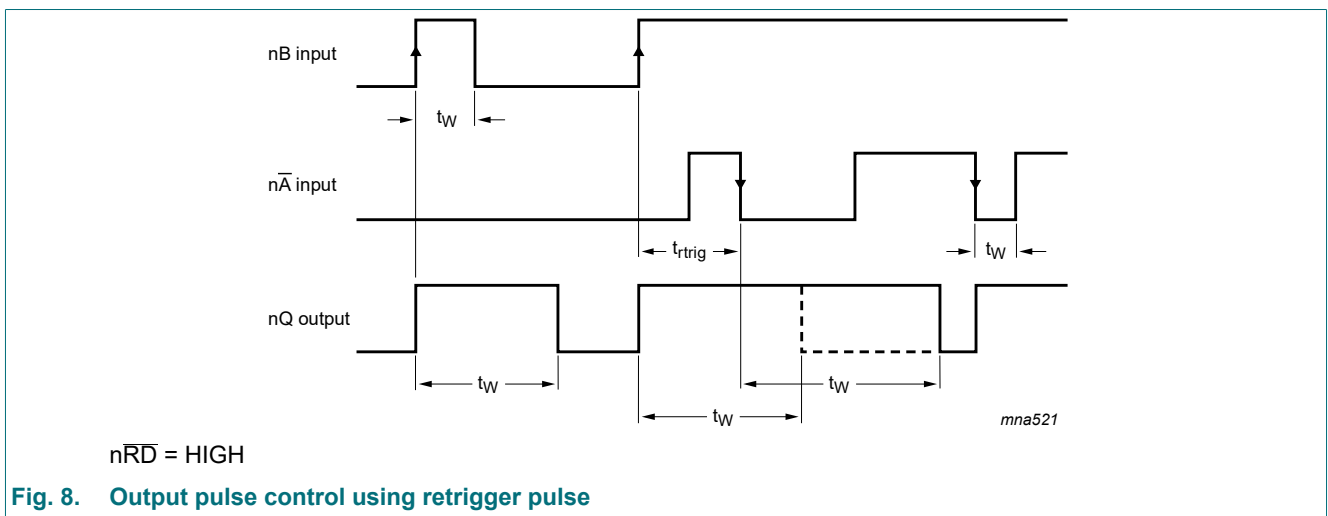 nB input
tW
nA̅ input
trtrig
tW
nQ output
tW
tW
tW
mna521
nR̅D̅ = HIGH
Fig. 8. Output pulse control using retrigger pulse